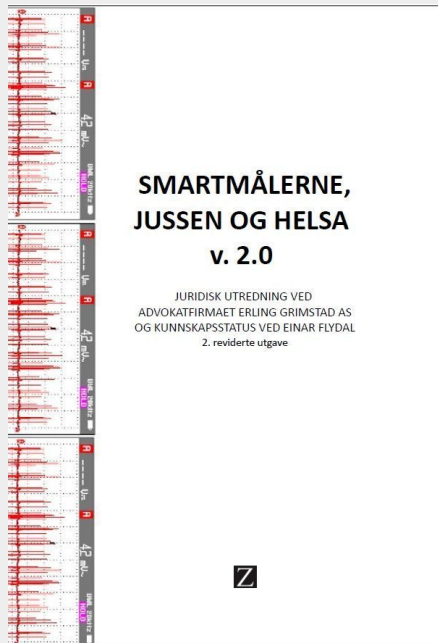 SMARTMÅLERNE,
JUSSEN OG HELSA
v. 2.0
JURIDISK UTREDNING VED
ADVOKATFIRMAET ERLING GRIMSTAD AS
OG KUNNSKAPSSTATUS VED EINAR FLYDAL
2. reviderte utgave
Z